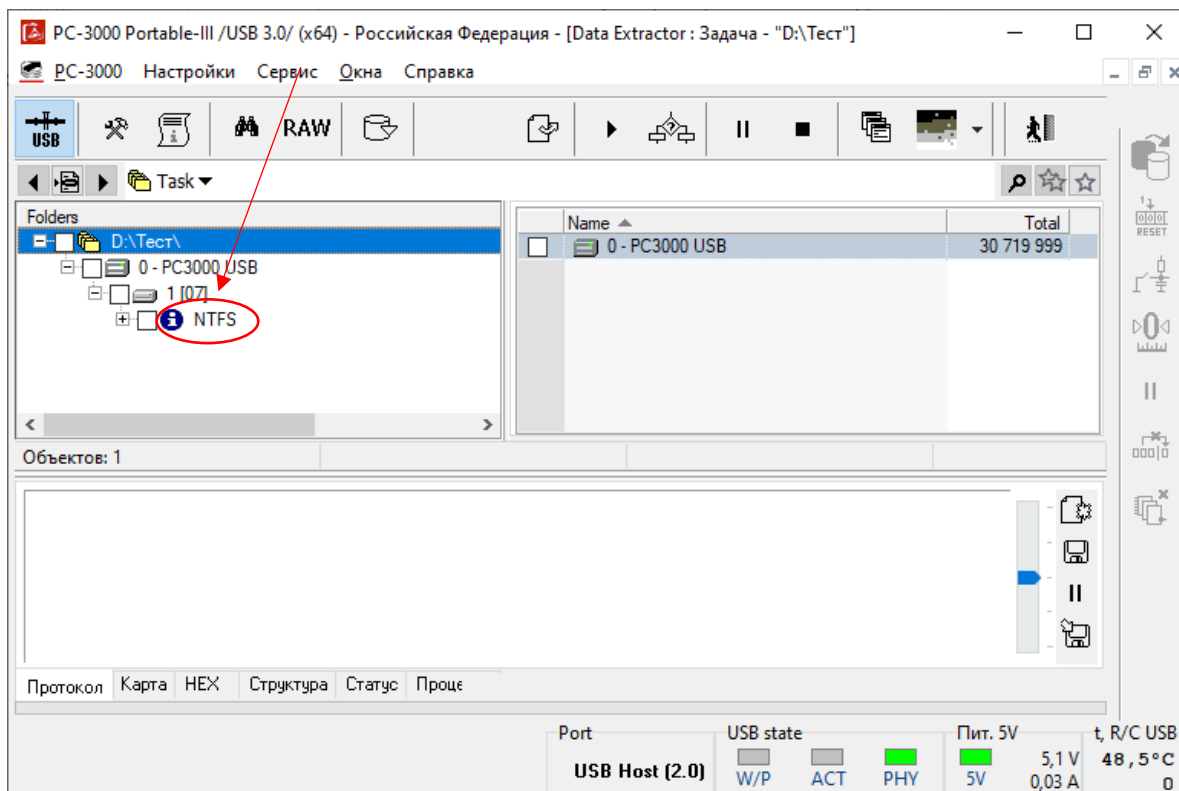 PC-3000 Portable-III /USB 3.0/ (x64) - Российская Федерация - [Data Extractor : Задача - "D:\Тест"]
PC-3000 Настройки Сервис Окна Справка
USB RAW
Task
RESET
Folders
D:\Тест\
0 - PC3000 USB
1 [07]
NTFS
Name Total
0 - PC3000 USB 30 719 999
Объектов: 1
Протокол Карта HEX Структура Статус Проце
Port USB state Пит. 5V t, R/C USB
USB Host (2.0) W/P ACT PHY 5V 5,1 V 48,5°C
0,03 A 0